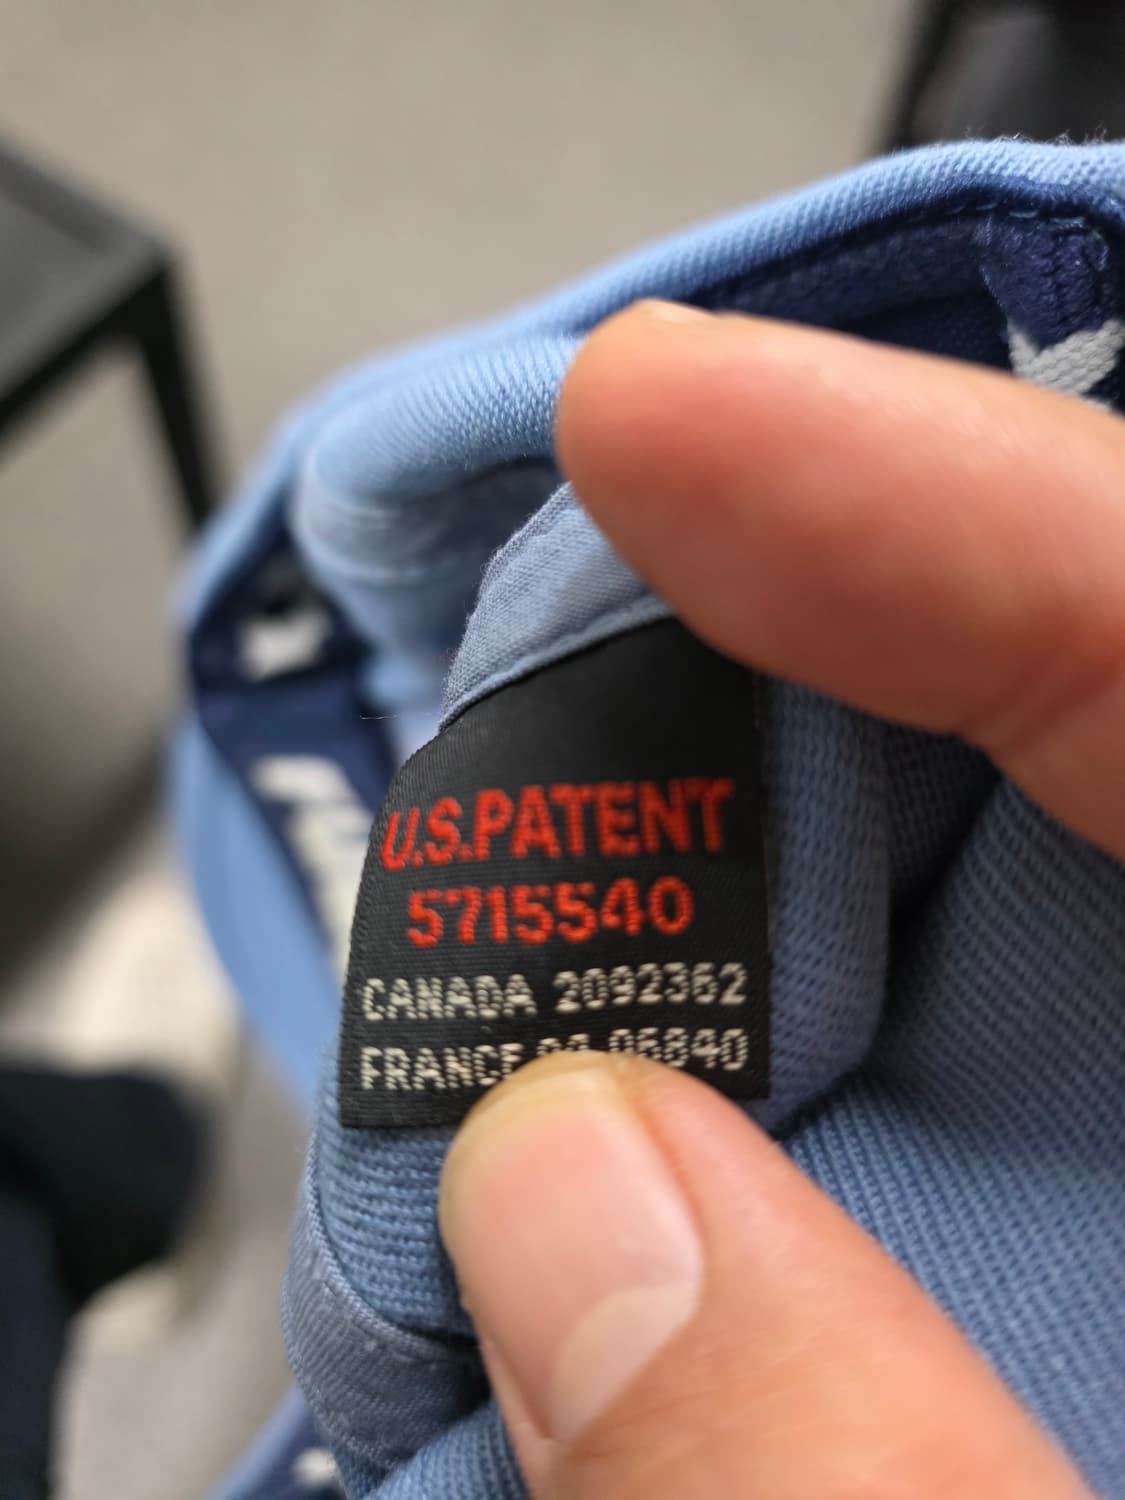 U.S.PATENT
5715540
CANADA 2092362
FRANCE 06840